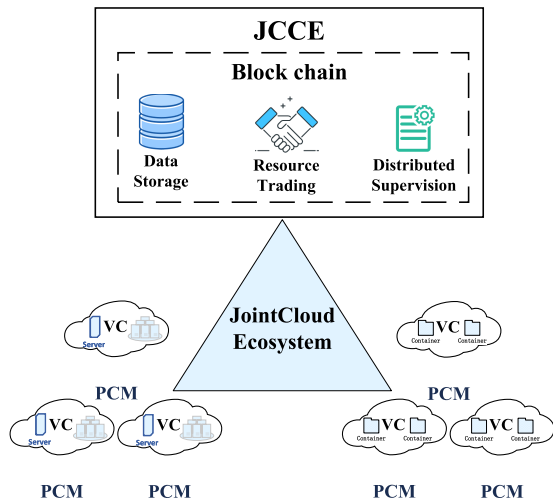 JCCE
Block chain
Data
Storage
Resource
Trading
Distributed
Supervision
JointCloud
Ecosystem
VC
Server
PCM
VC
Server
PCM
VC
Server
PCM
VC
Container
Container
PCM
VC
Container
Container
PCM
VC
Container
Container
PCM